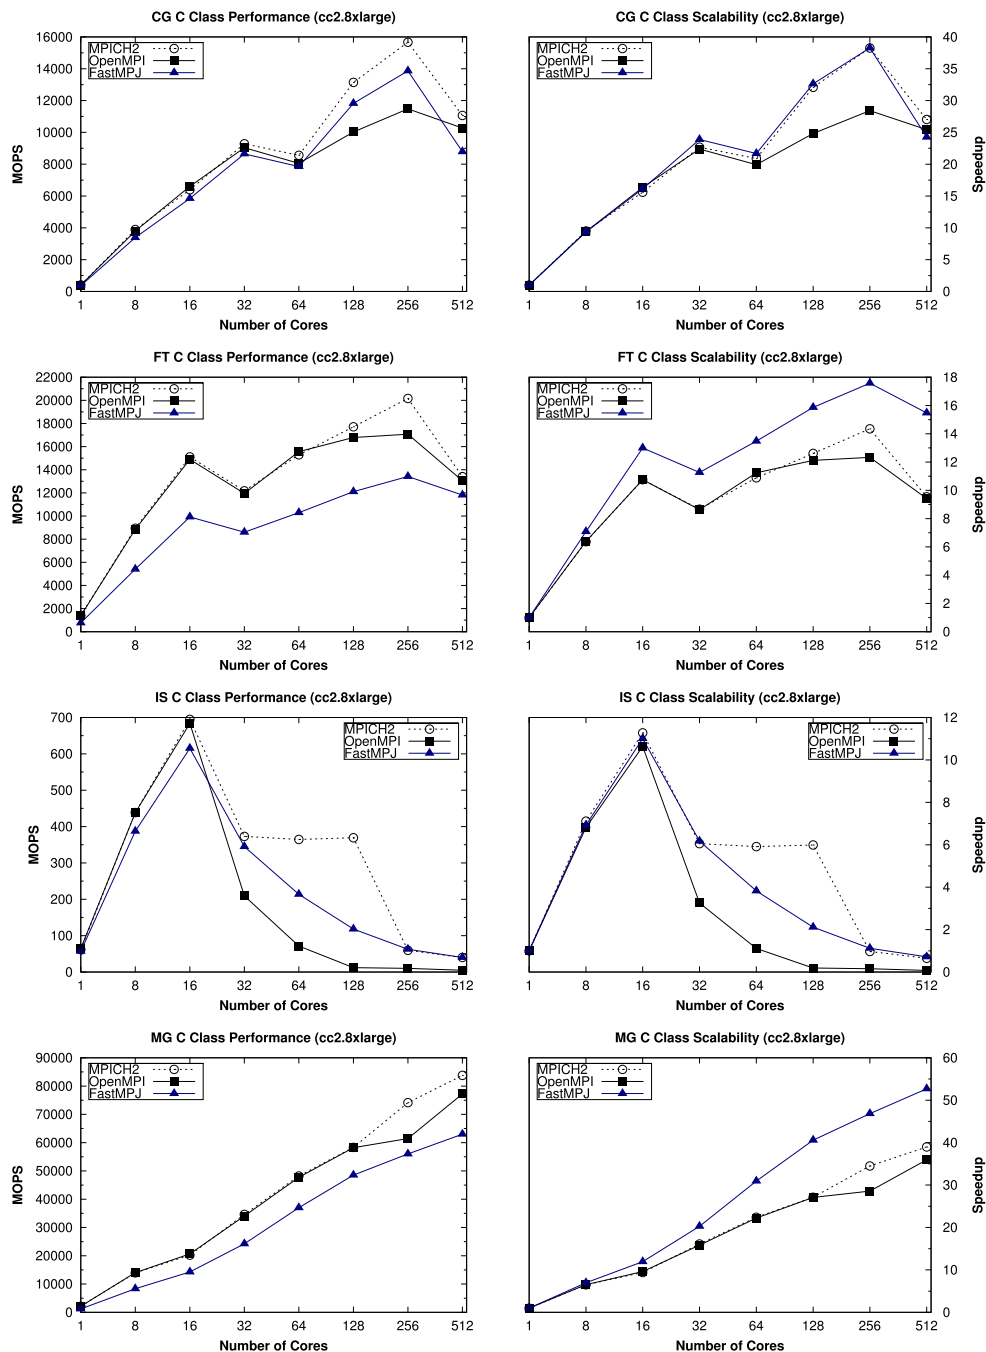 CG C Class Performance (cc2.8xlarge)
16000
14000
12000
10000
8000
6000
4000
2000
0
MOPS
MPICH2
OpenMPI
FastMPJ
1 8 16 32 64 128 256 512
Number of Cores
CG C Class Scalability (cc2.8xlarge)
MPICH2
OpenMPI
FastMPJ
40
35
30
25
20
15
10
5
0
Speedup
1 8 16 32 64 128 256 512
Number of Cores
FT C Class Performance (cc2.8xlarge)
22000
20000
18000
16000
14000
12000
10000
8000
6000
4000
2000
0
MOPS
MPICH2
OpenMPI
FastMPJ
1 8 16 32 64 128 256 512
Number of Cores
FT C Class Scalability (cc2.8xlarge)
MPICH2
OpenMPI
FastMPJ
18
16
14
12
10
8
6
4
2
0
Speedup
1 8 16 32 64 128 256 512
Number of Cores
IS C Class Performance (cc2.8xlarge)
700
600
500
400
300
200
100
0
MOPS
MPICH2
OpenMPI
FastMPJ
1 8 16 32 64 128 256 512
Number of Cores
IS C Class Scalability (cc2.8xlarge)
MPICH2
OpenMPI
FastMPJ
12
10
8
6
4
2
0
Speedup
1 8 16 32 64 128 256 512
Number of Cores
MG C Class Performance (cc2.8xlarge)
90000
80000
70000
60000
50000
40000
30000
20000
10000
0
MOPS
MPICH2
OpenMPI
FastMPJ
1 8 16 32 64 128 256 512
Number of Cores
MG C Class Scalability (cc2.8xlarge)
MPICH2
OpenMPI
FastMPJ
60
50
40
30
20
10
0
Speedup
1 8 16 32 64 128 256 512
Number of Cores